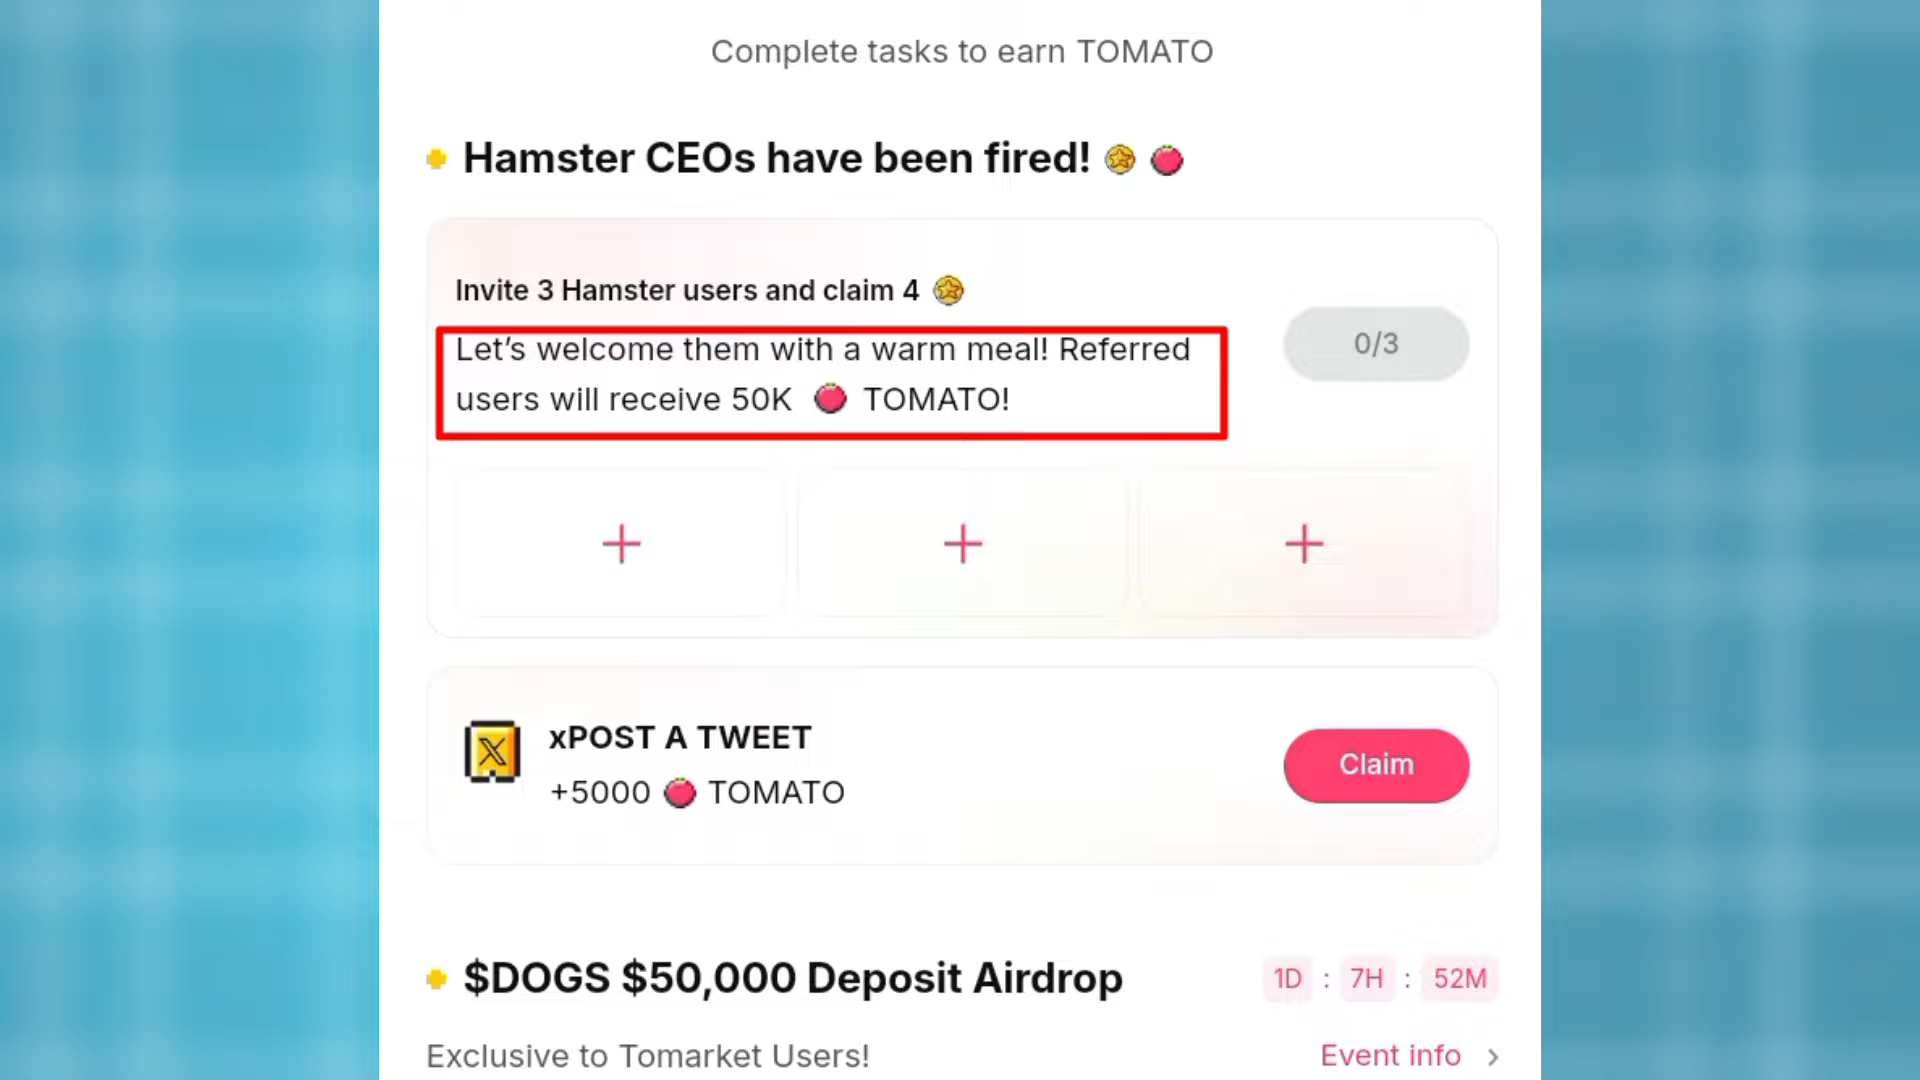 Complete tasks to earn TOMATO
Hamster CEOs have been fired!
Invite 3 Hamster users and claim 4
Let’s welcome them with a warm meal! Referred
users will receive 50K TOMATO!
0/3
xPOST A TWEET
+5000 TOMATO
Claim
$DOGS $50,000 Deposit Airdrop
1D : 7H : 52M
Exclusive to Tomarket Users!
Event info